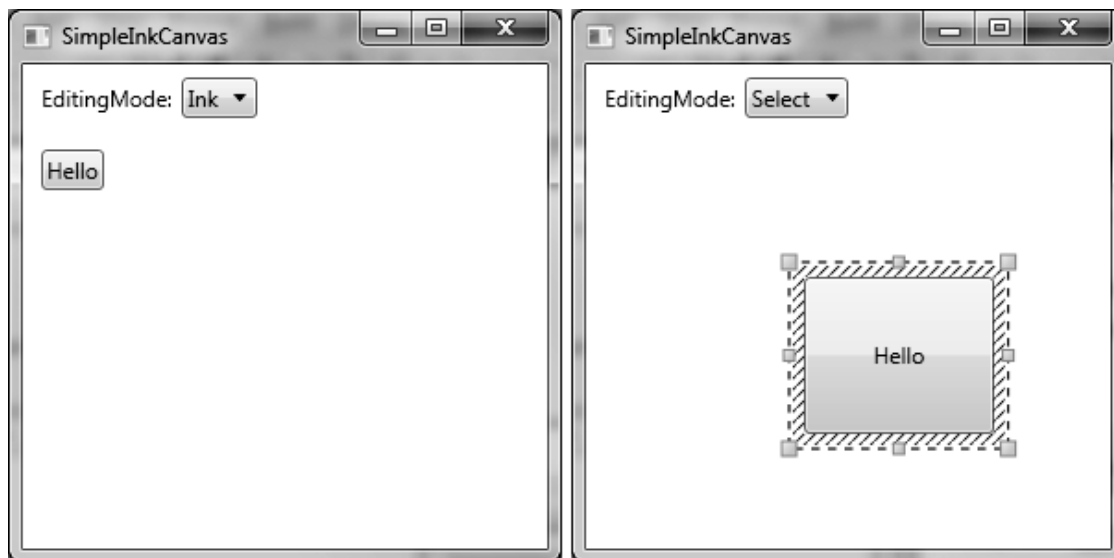 SimpleInkCanvas
EditingMode: Ink
Hello
SimpleInkCanvas
EditingMode: Select
Hello